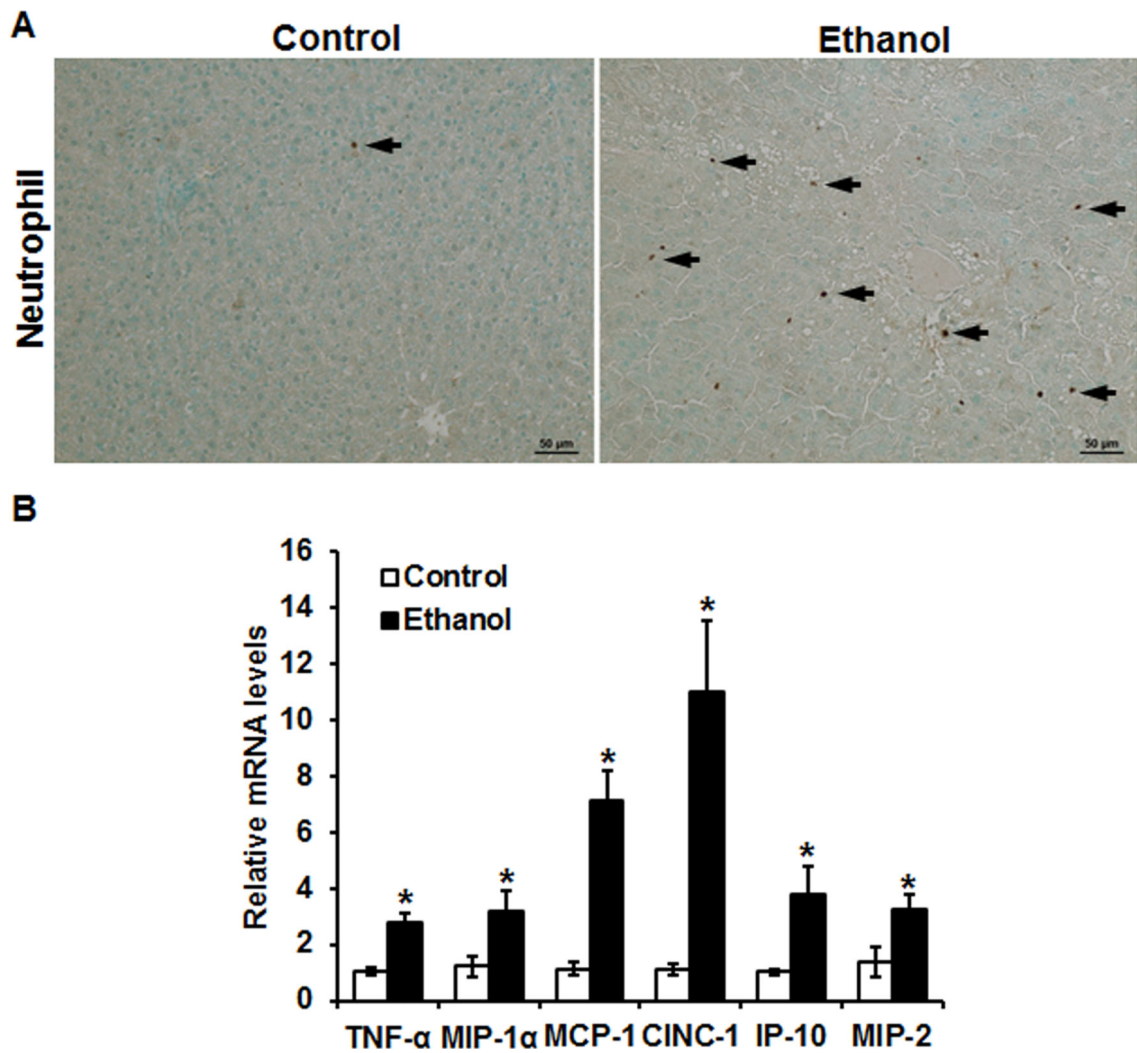 A
Control
Ethanol
Neutrophil
50 µm
50 µm
B
Relative mRNA levels
16
14
12
10
8
6
4
2
0
Control
Ethanol
*
*
*
*
*
*
TNF-α MIP-1α MCP-1 CINC-1 IP-10 MIP-2